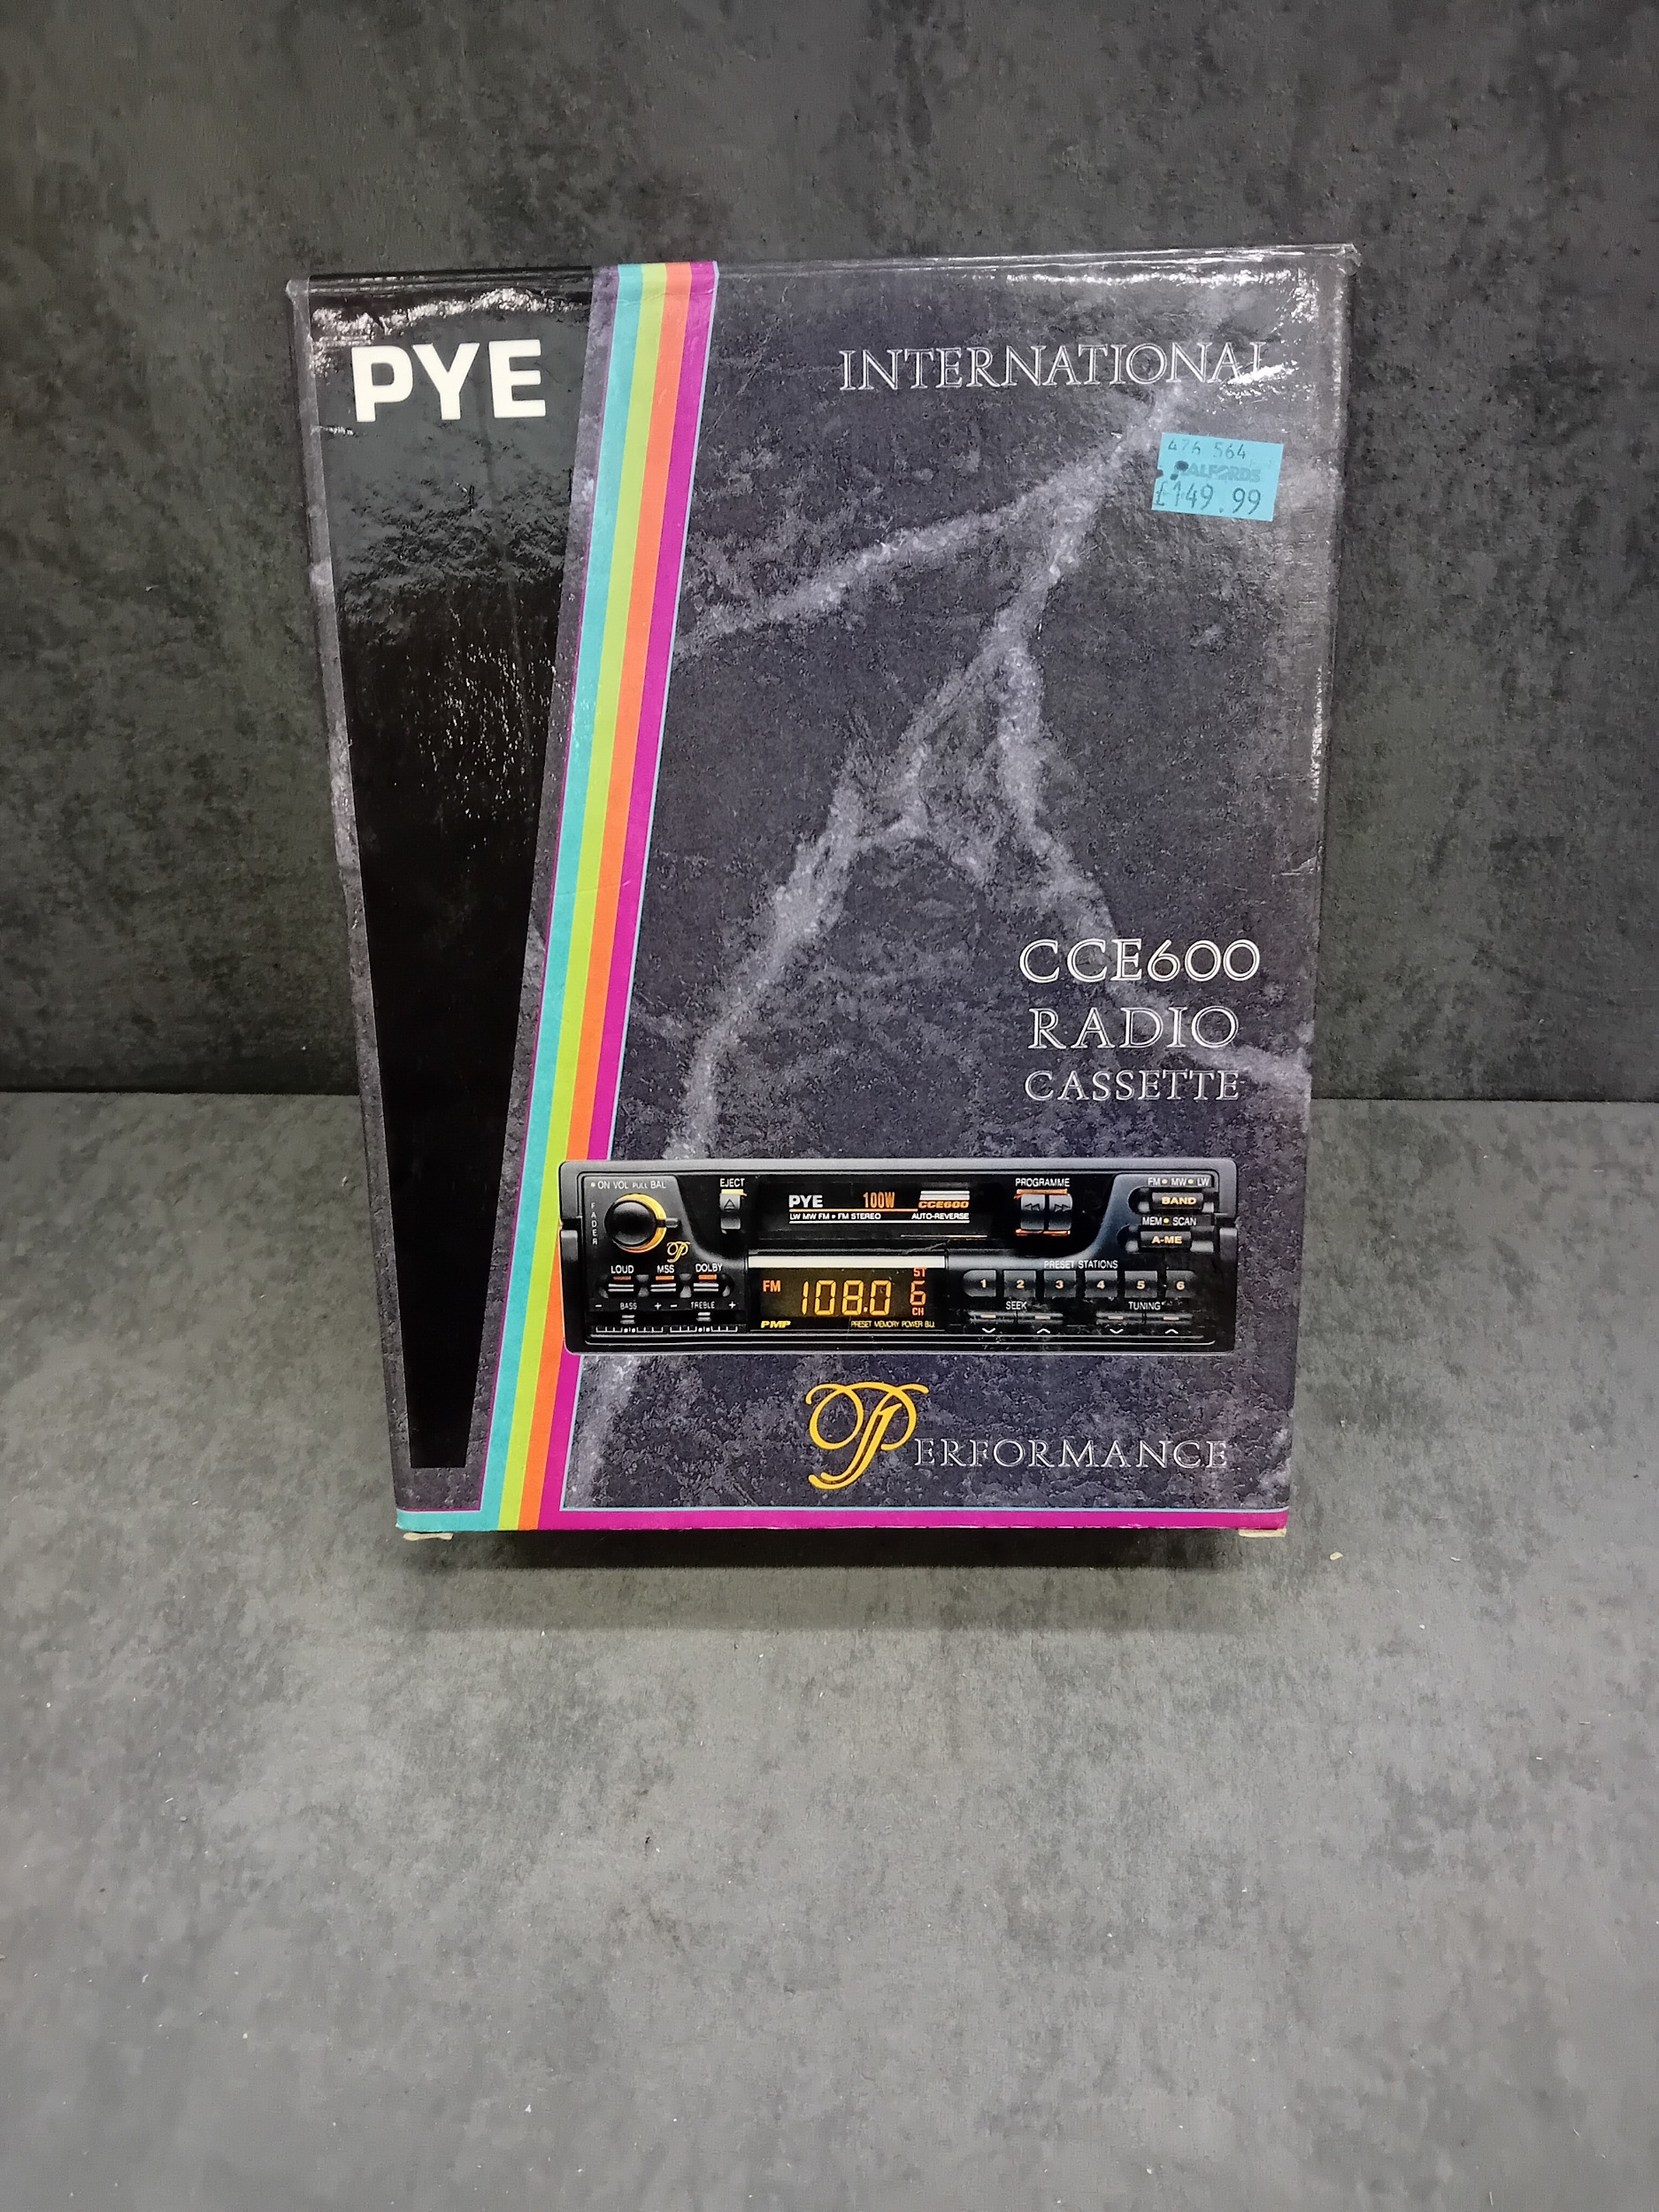 PYE
INTERNATIONAL
476 564
HALFORDS
£149.99
CCE600
RADIO
CASSETTE
ON VOL PULL BAL
FADER
EJECT
PYE 100W CCE600
LW MW FM • FM STEREO AUTO-REVERSE
PROGRAMME
FM • MW • LW
BAND
MEM • SCAN
A-ME
P
LOUD MSS DOLBY
- BASS + - TREBLE +
FM 108.0 ST 6 CH
PMP PRESET MEMORY POWER B.U.
PRESET STATIONS
1 2 3 4 5 6
SEEK TUNING
PERFORMANCE